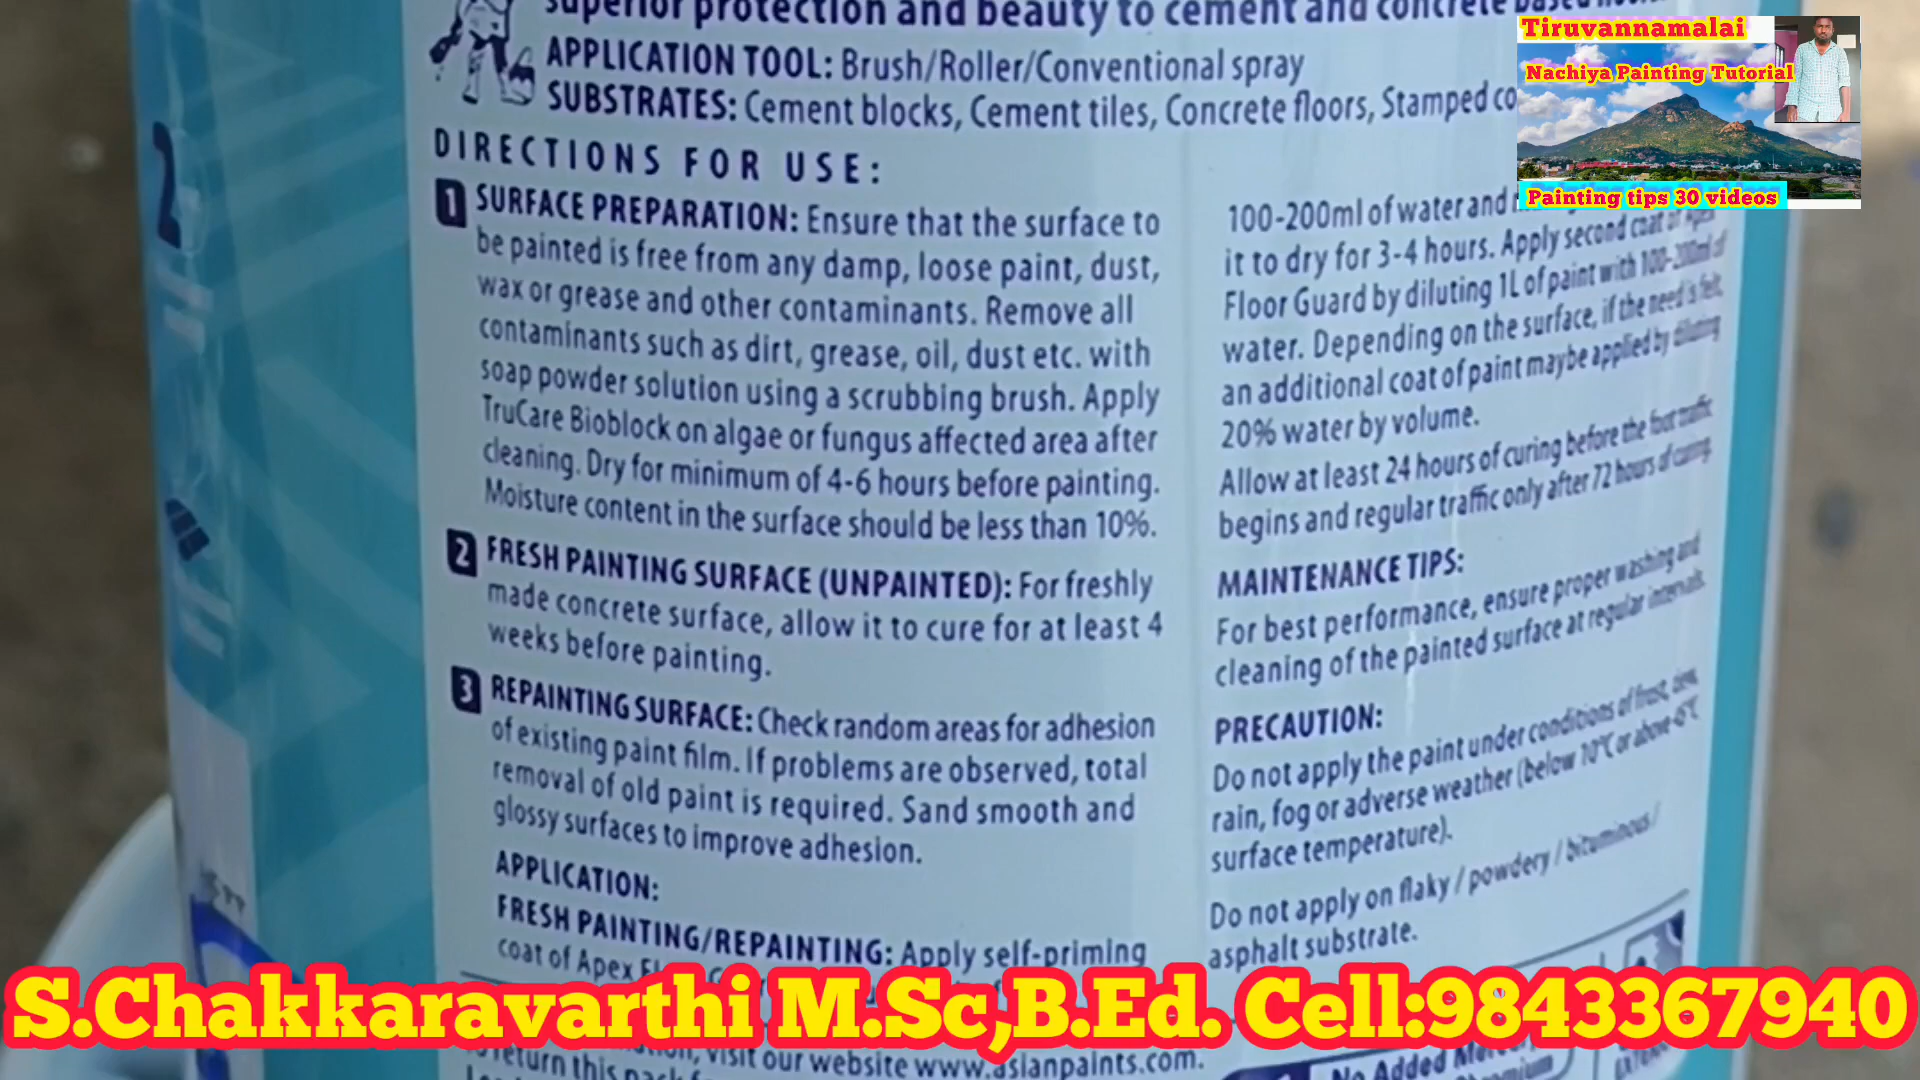 superior protection and beauty to cement and concrete based
APPLICATION TOOL: Brush/Roller/Conventional spray
SUBSTRATES: Cement blocks, Cement tiles, Concrete floors, Stamped co
DIRECTIONS FOR USE:
1 SURFACE PREPARATION: Ensure that the surface to
be painted is free from any damp, loose paint, dust,
wax or grease and other contaminants. Remove all
contaminants such as dirt, grease, oil, dust etc. with
soap powder solution using a scrubbing brush. Apply
TruCare Bioblock on algae or fungus affected area after
cleaning. Dry for minimum of 4-6 hours before painting.
Moisture content in the surface should be less than 10%.
2 FRESH PAINTING SURFACE (UNPAINTED): For freshly
made concrete surface, allow it to cure for at least 4
weeks before painting.
3 REPAINTING SURFACE: Check random areas for adhesion
of existing paint film. If problems are observed, total
removal of old paint is required. Sand smooth and
glossy surfaces to improve adhesion.
APPLICATION:
FRESH PAINTING/REPAINTING: Apply self-priming
coat of Apex
100-200ml of water and
it to dry for 3-4 hours. Apply second coat of Apex
Floor Guard by diluting 1L of paint with 100-200ml of
water. Depending on the surface, if the need is felt,
an additional coat of paint maybe applied by diluting
20% water by volume.
Allow at least 24 hours of curing before the foot traffic
begins and regular traffic only after 72 hours of curing.
MAINTENANCE TIPS:
For best performance, ensure proper washing and
cleaning of the painted surface at regular intervals.
PRECAUTION:
Do not apply the paint under conditions of frost, dew,
rain, fog or adverse weather (below 10°C or above
surface temperature).
Do not apply on flaky / powdery / bituminous /
asphalt substrate.
visit our website www.asianpaints.com.
return this pack
No Added
2
Tiruvannamalai
Nachiya Painting Tutorial
Painting tips 30 videos
S.Chakkaravarthi M.Sc,B.Ed. Cell:9843367940